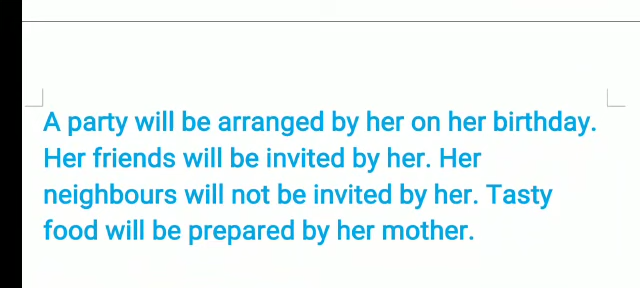 A party will be arranged by her on her birthday.
Her friends will be invited by her. Her
neighbours will not be invited by her. Tasty
food will be prepared by her mother.